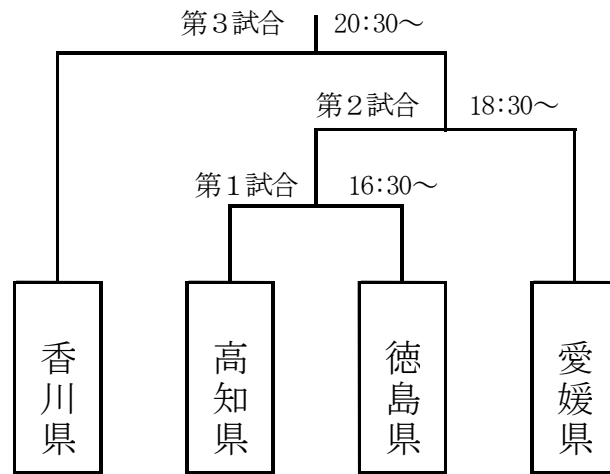 第3試合 20:30～
第2試合 18:30～
第1試合 16:30～
香川県
高知県
徳島県
愛媛県